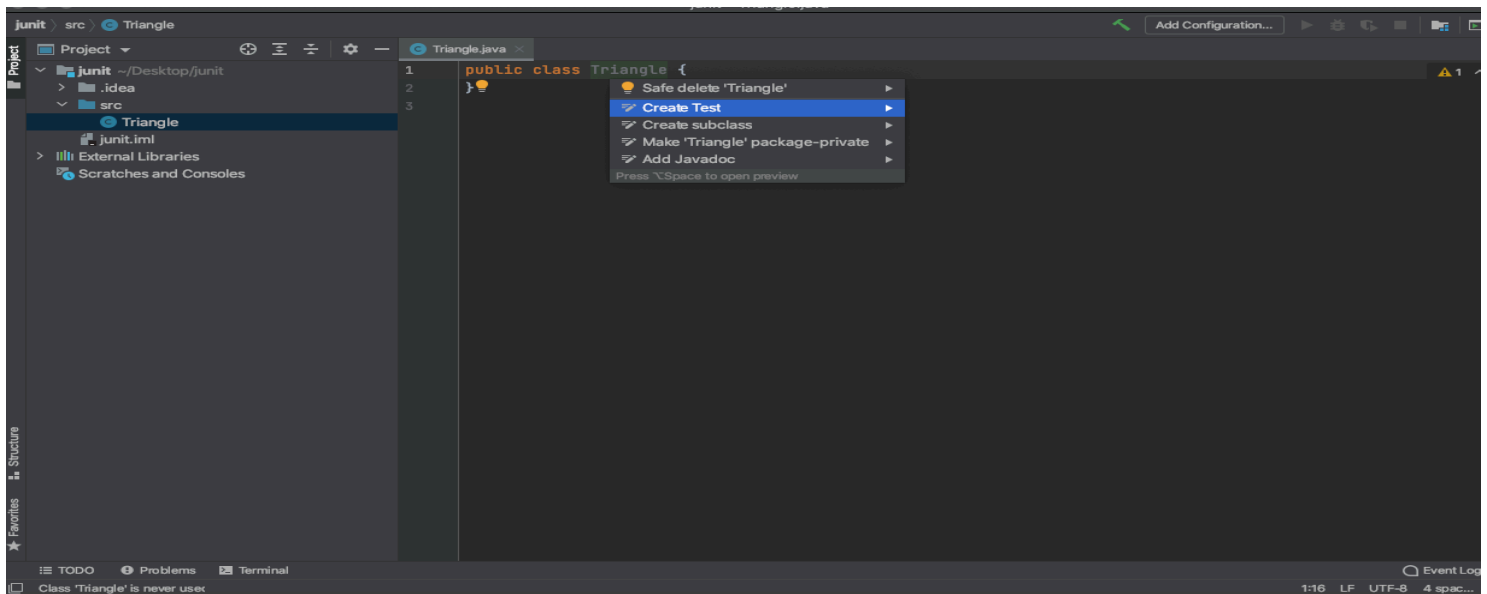 junit src Triangle Add Configuration...
Project Project Triangle.java
junit ~/Desktop/junit
.idea
src
Triangle
junit.iml
External Libraries
Scratches and Consoles
1 public class Triangle {
2 }
3
1
Safe delete 'Triangle'
Create Test
Create subclass
Make 'Triangle' package-private
Add Javadoc
Press ⌥Space to open preview
Structure
Favorites
TODO Problems Terminal Event Log
Class 'Triangle' is never 1:16 LF UTF-8 4 spac...